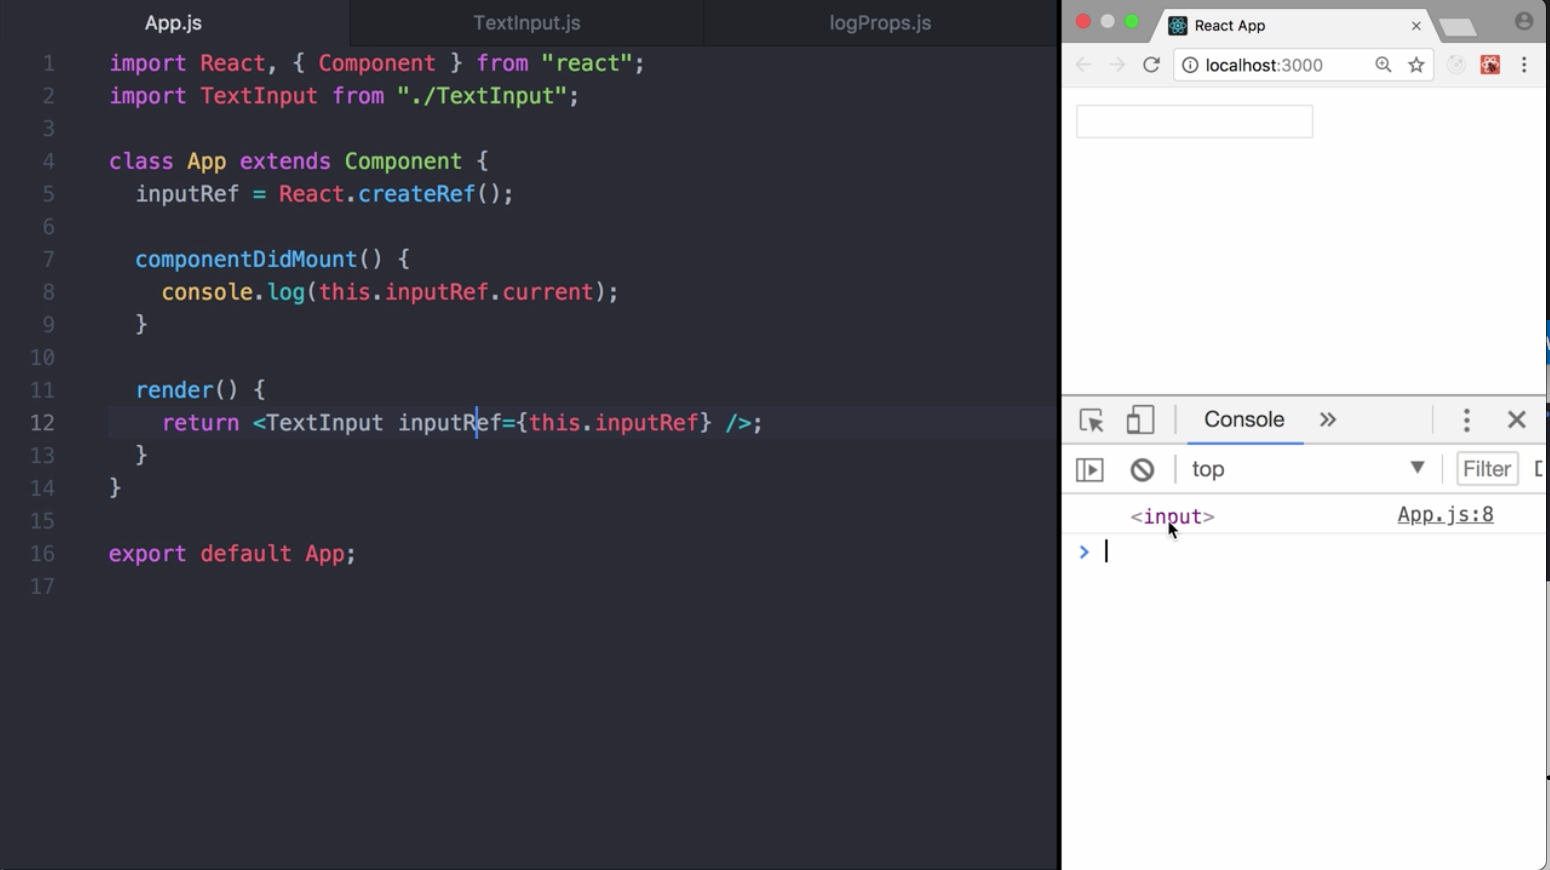 App.js
TextInput.js
logProps.js
1 import React, { Component } from "react";
2 import TextInput from "./TextInput";
3
4 class App extends Component {
5   inputRef = React.createRef();
6
7   componentDidMount() {
8     console.log(this.inputRef.current);
9   }
10
11   render() {
12     return <TextInput inputRef={this.inputRef} />;
13   }
14 }
15
16 export default App;
17
React App
localhost:3000
Console
top
Filter
<input>
App.js:8